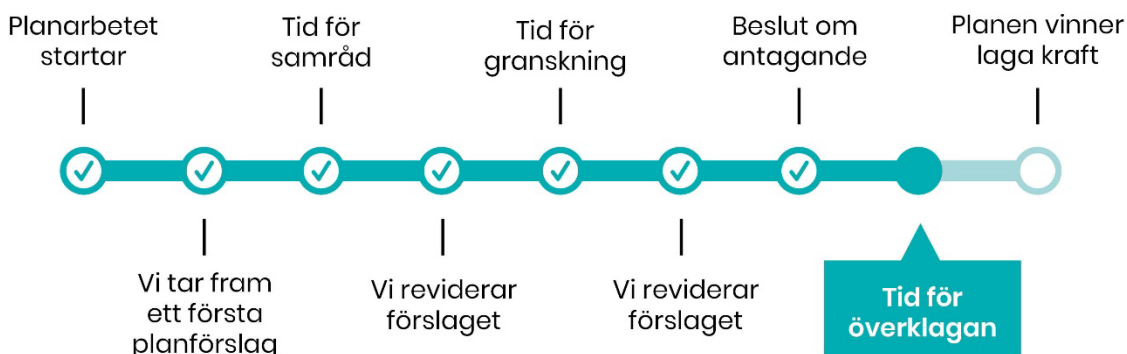 Planarbetet
startar
Tid för
samråd
Tid för
granskning
Beslut om
antagande
Planen vinner
laga kraft
Vi tar fram
ett första
planförslag
Vi reviderar
förslaget
Vi reviderar
förslaget
Tid för
överklagan